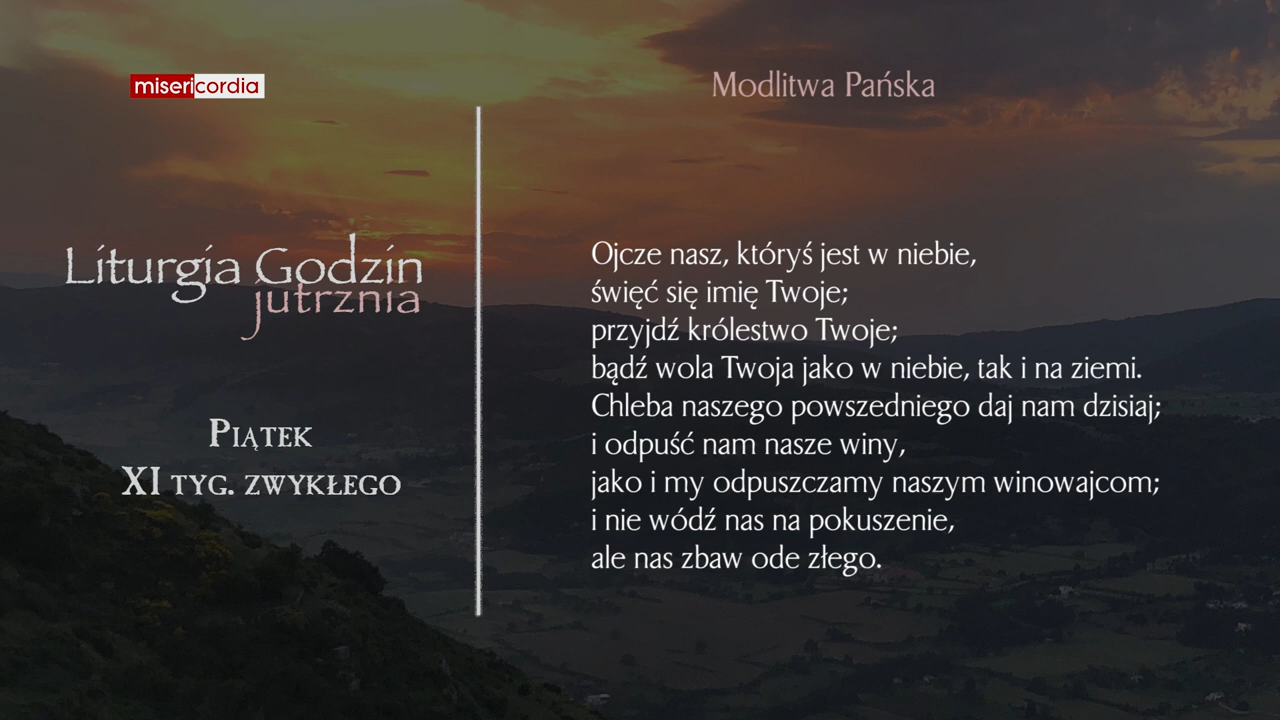 misericordia
Liturgia Godzin
jutrznia
Piątek
XI tyg. zwykłego
Modlitwa Pańska
Ojcze nasz, któryś jest w niebie,
święć się imię Twoje;
przyjdź królestwo Twoje;
bądź wola Twoja jako w niebie, tak i na ziemi.
Chleba naszego powszedniego daj nam dzisiaj;
i odpuść nam nasze winy,
jako i my odpuszczamy naszym winowajcom;
i nie wódź nas na pokuszenie,
ale nas zbaw ode złego.